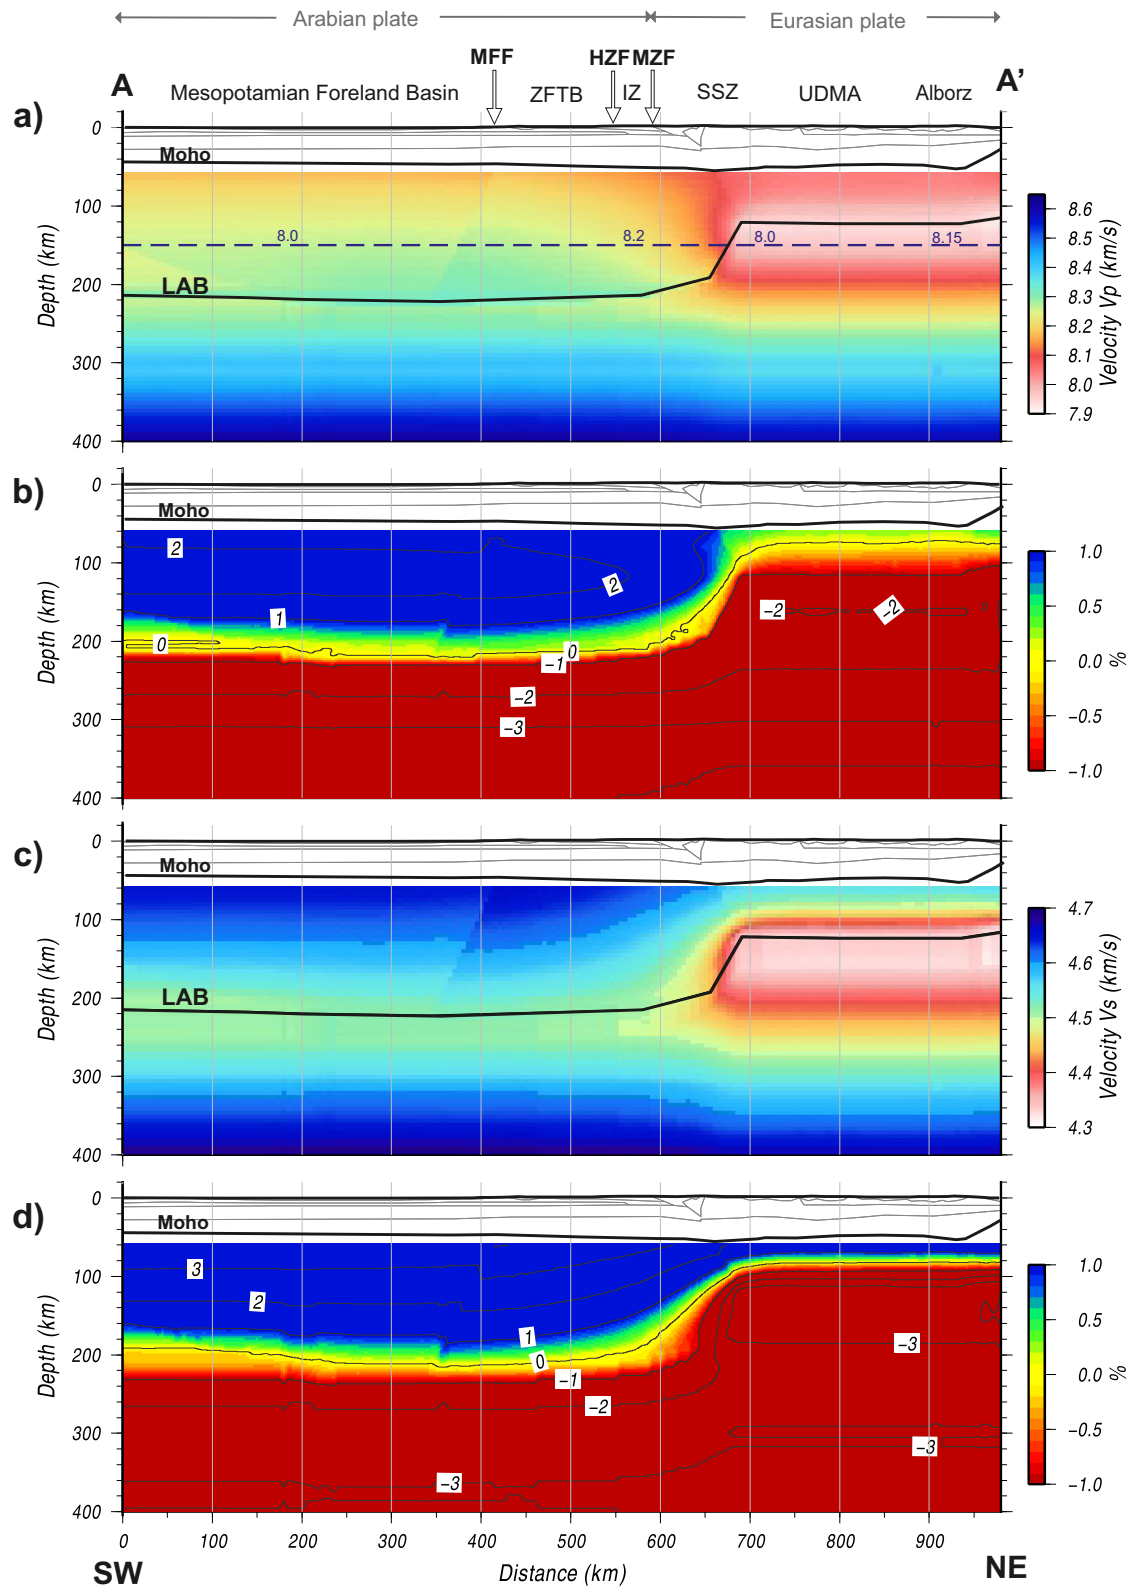 Arabian plate Eurasian plate
MFF HZF MZF
A Mesopotamian Foreland Basin ZFTB IZ SSZ UDMA Alborz A'
a)
0
100
200
300
400
Depth (km)
Moho
8.0 8.2 8.0 8.15
LAB
8.6
8.5
8.4
8.3
8.2
8.1
8.0
7.9
Velocity Vp (km/s)
b)
0
100
200
300
400
Depth (km)
Moho
2
2
1
0
0
−1
−2
−3
−2
−2
1.0
0.5
0.0
−0.5
−1.0
%
c)
0
100
200
300
400
Depth (km)
Moho
LAB
4.7
4.6
4.5
4.4
4.3
Velocity Vs (km/s)
d)
0
100
200
300
400
Depth (km)
Moho
3
2
1
0
−1
−2
−3
−3
−3
1.0
0.5
0.0
−0.5
−1.0
%
0 100 200 300 400 500 600 700 800 900
SW Distance (km) NE